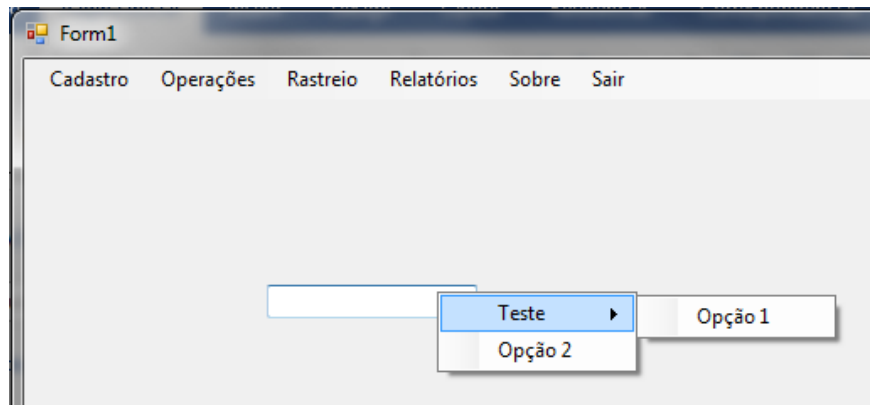 Form1
Cadastro Operações Rastreio Relatórios Sobre Sair
Teste Opção 1
Opção 2